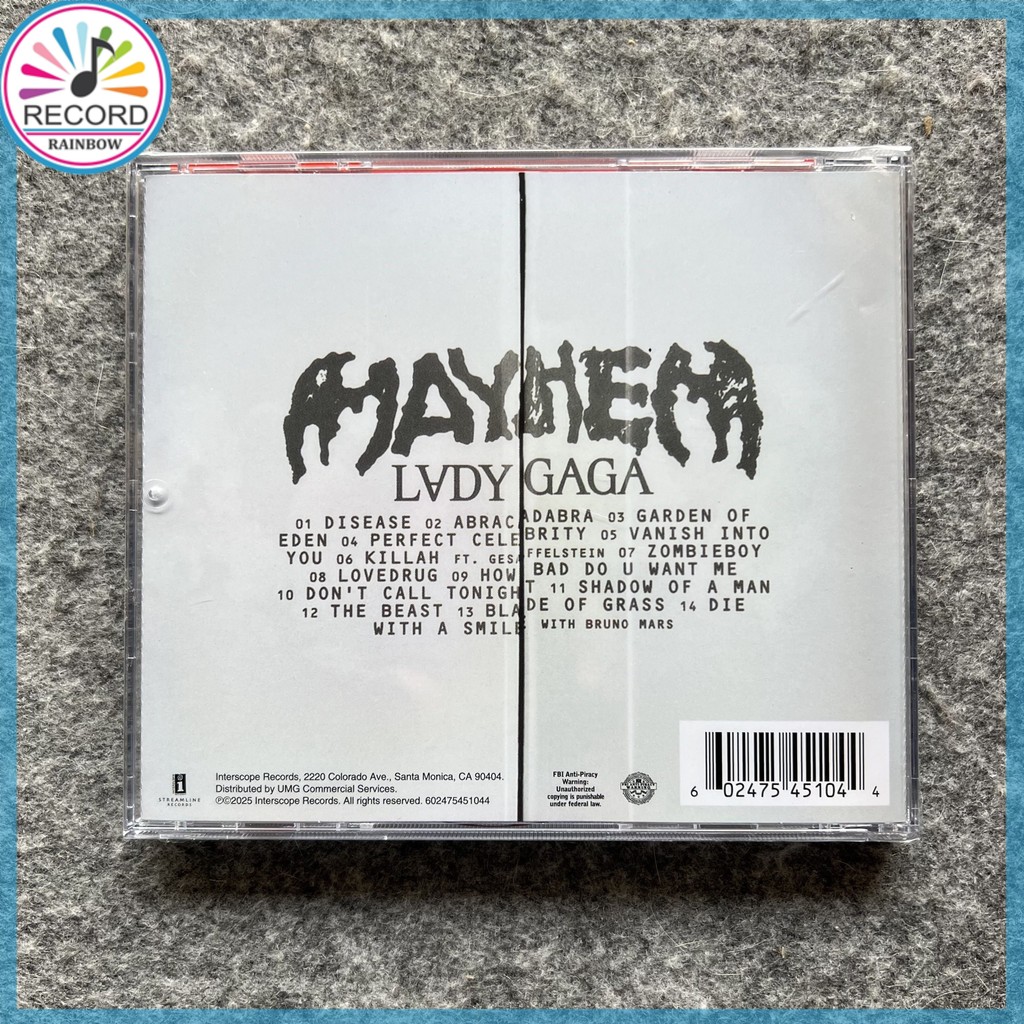 RECORD
RAINBOW
MAYHEM
LADY GAGA
01 DISEASE 02 ABRACADABRA 03 GARDEN OF
EDEN 04 PERFECT CELEBRITY 05 VANISH INTO
YOU 06 KILLAH FT. GESAFFELSTEIN 07 ZOMBIEBOY
08 LOVEDRUG 09 HOW BAD DO U WANT ME
10 DON'T CALL TONIGHT 11 SHADOW OF A MAN
12 THE BEAST 13 BLADE OF GRASS 14 DIE
WITH A SMILE WITH BRUNO MARS
STREAMLINE
RECORDS
Interscope Records, 2220 Colorado Ave., Santa Monica, CA 90404.
Distributed by UMG Commercial Services.
℗©2025 Interscope Records. All rights reserved. 602475451044
FBI Anti-Piracy
Warning:
Unauthorized
copying is punishable
under federal law.
6 02475 45104 4